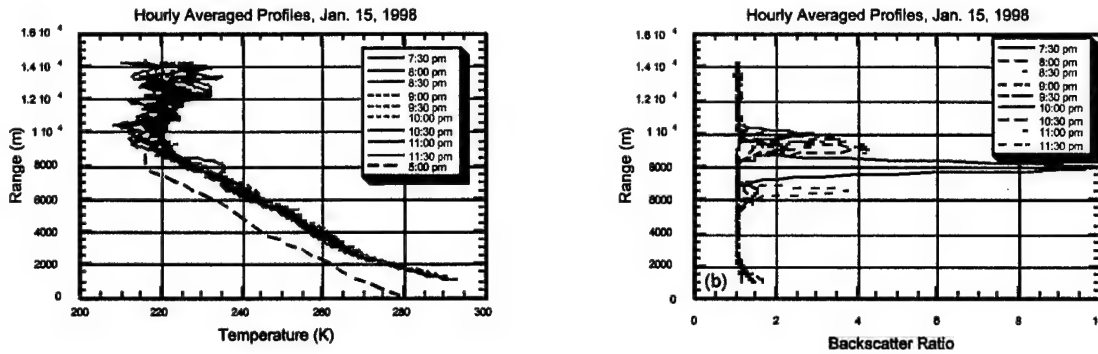 Hourly Averaged Profiles, Jan. 15, 1998
1.6 10 4
1.4 10 4
1.2 10 4
1 10 4
8000
6000
4000
2000
0
Range (m)
200 220 240 260 280 300
Temperature (K)
7:30 pm
8:00 pm
8:30 pm
9:00 pm
9:30 pm
10:00 pm
10:30 pm
11:00 pm
11:30 pm
8:00 pm
Hourly Averaged Profiles, Jan. 15, 1998
1.6 10 4
1.4 10 4
1.2 10 4
1 10 4
8000
6000
4000
2000
0
Range (m)
(b)
0 2 4 6 8
Backscatter Ratio
7:30 pm
8:00 pm
8:30 pm
9:00 pm
9:30 pm
10:00 pm
10:30 pm
11:00 pm
11:30 pm